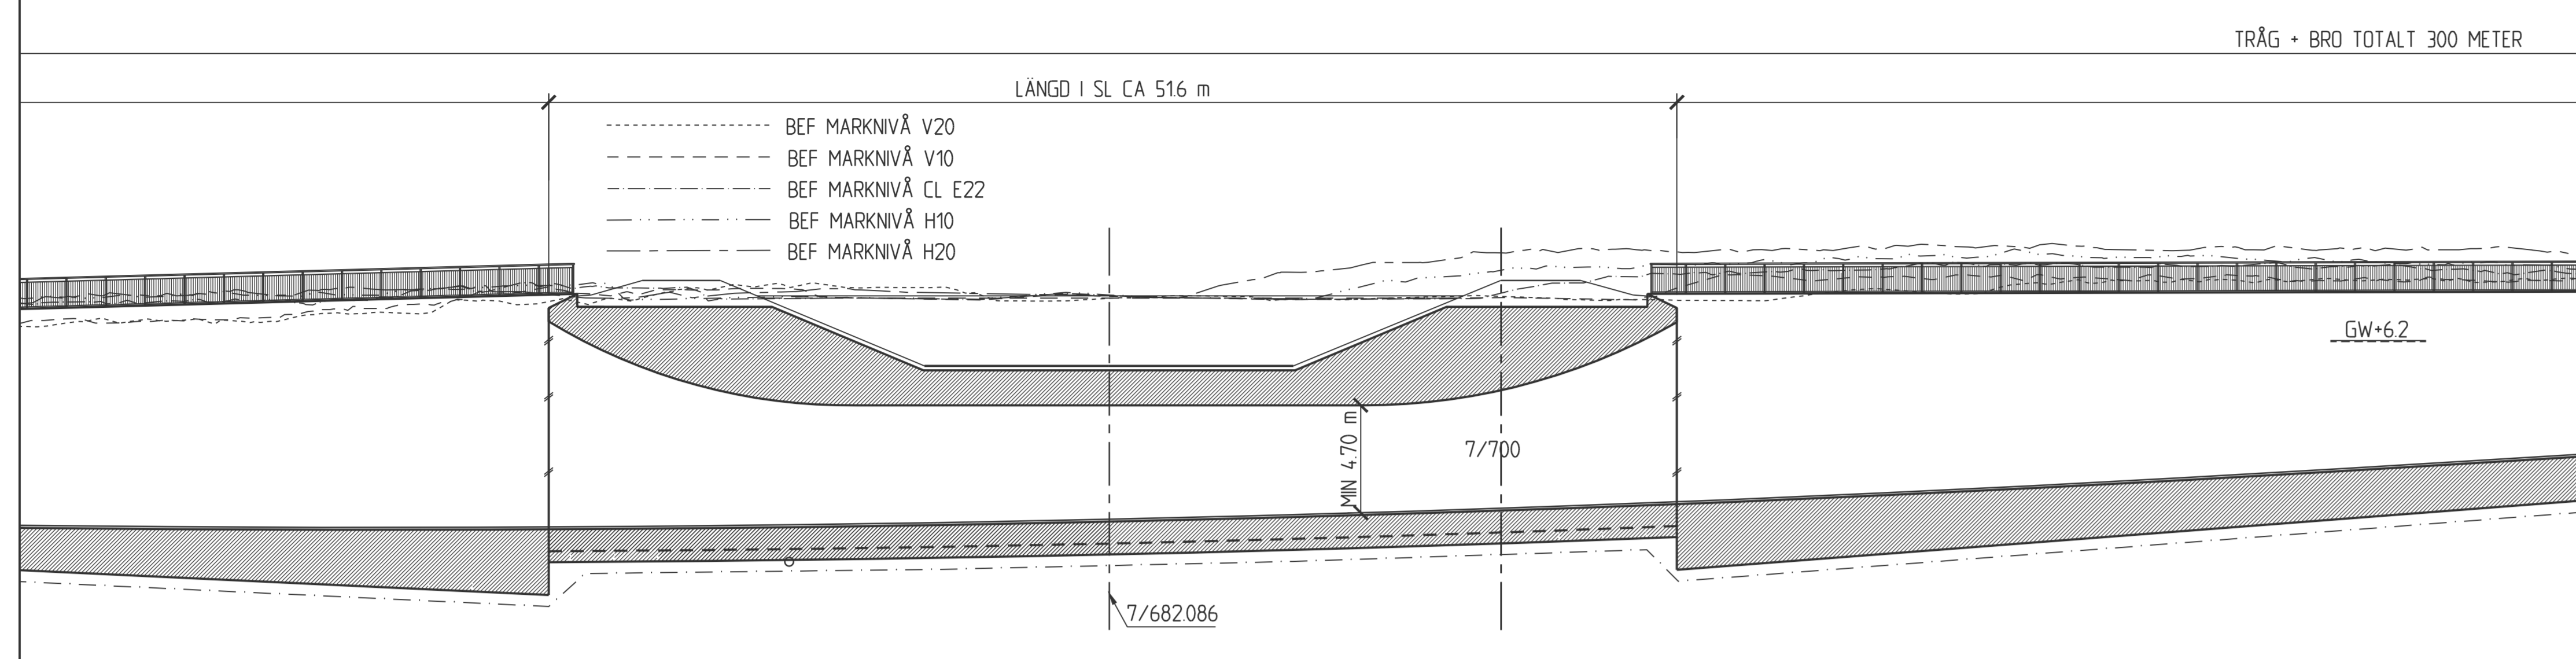 TRÅG + BRO TOTALT 300 METER
LÄNGD I SL CA 51.6 m
BEF MARKNIVÅ V20
BEF MARKNIVÅ V10
BEF MARKNIVÅ CL E22
BEF MARKNIVÅ H10
BEF MARKNIVÅ H20
GW+6.2
MIN 4.70 m
7/700
7/682.086